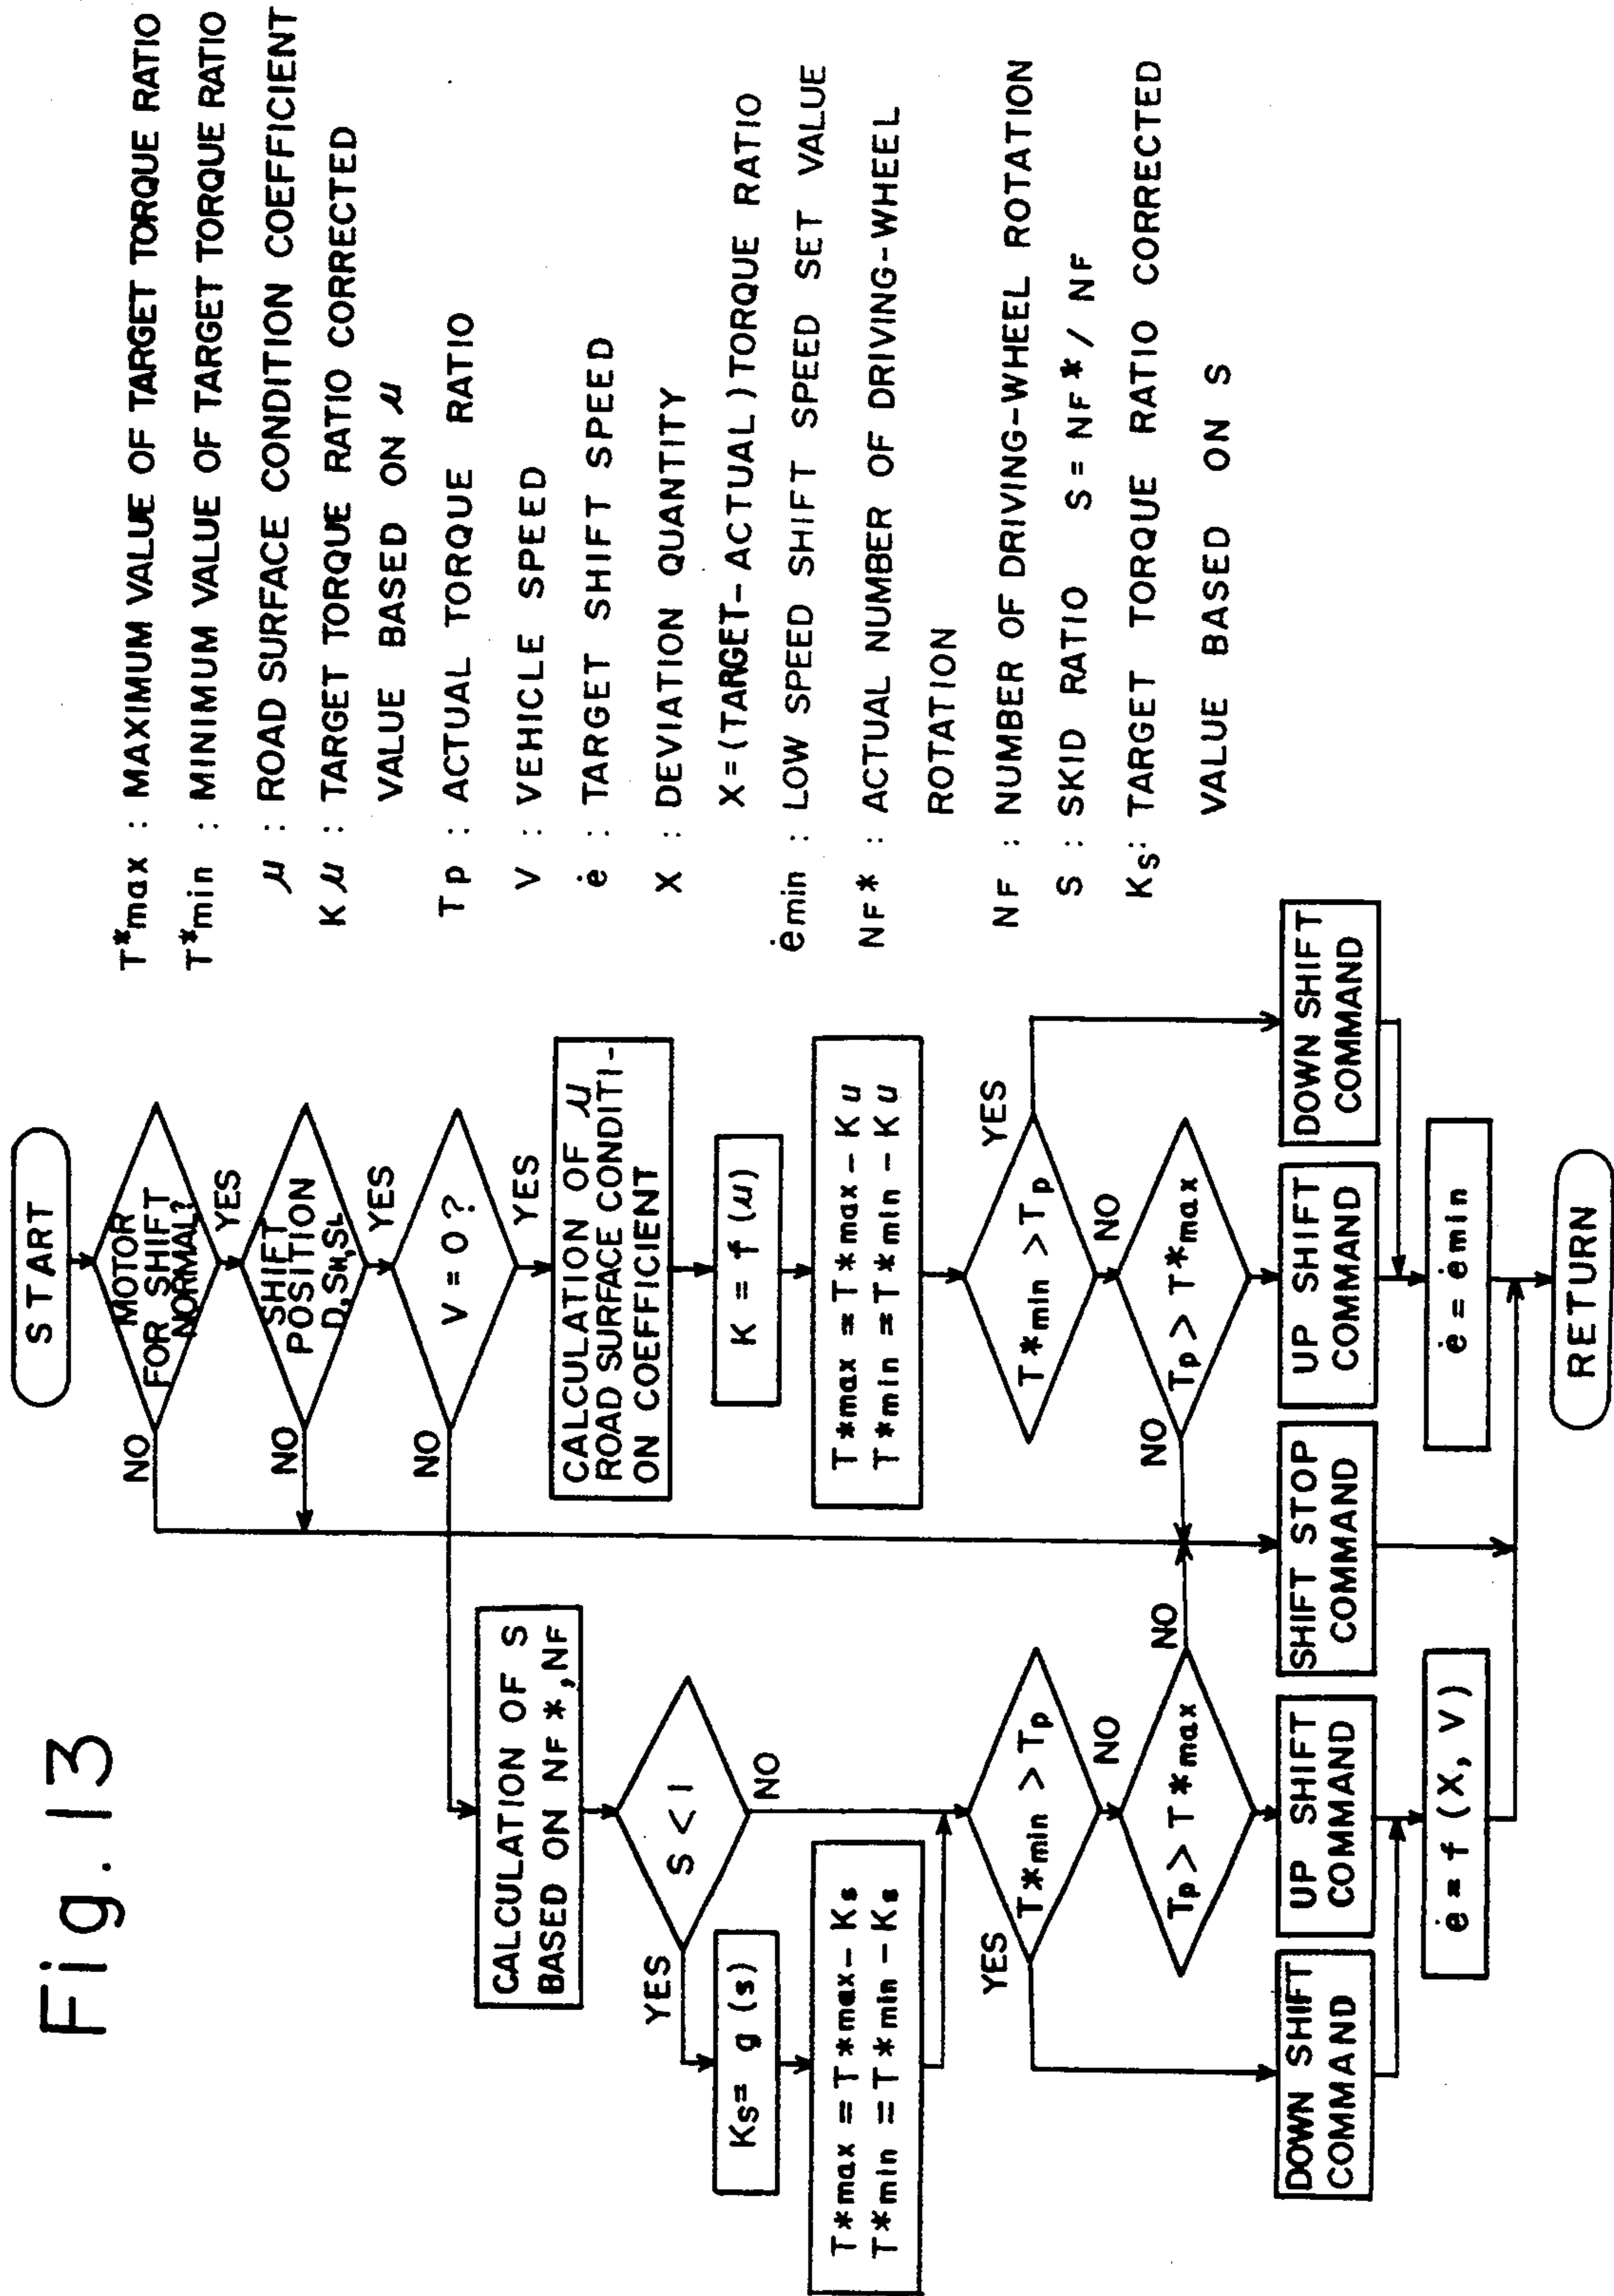 Fig. 13
START
MOTOR
FOR SHIFT
NORMAL?
NO
YES
SHIFT
POSITION
D, SH, SL
NO
YES
V = 0 ?
NO
YES
CALCULATION OF μ
ROAD SURFACE CONDITI-
ON COEFFICIENT
K = f (μ)
T*max = T*max - Ku
T*min = T*min - Ku
T*min > Tp
YES
NO
Tp > T*max
NO
DOWN SHIFT
COMMAND
UP SHIFT
COMMAND
ė = ėmin
CALCULATION OF S
BASED ON NF*, NF
S < 1
YES
NO
Ks = g (s)
T*max = T*max - Ks
T*min = T*min - Ks
T*min > Tp
YES
NO
Tp > T*max
NO
DOWN SHIFT
COMMAND
UP SHIFT
COMMAND
SHIFT STOP
COMMAND
ė = f (X, V)
RETURN
T*max : MAXIMUM VALUE OF TARGET TORQUE RATIO
T*min : MINIMUM VALUE OF TARGET TORQUE RATIO
μ : ROAD SURFACE CONDITION COEFFICIENT
Kμ : TARGET TORQUE RATIO CORRECTED
VALUE BASED ON μ
Tp : ACTUAL TORQUE RATIO
V : VEHICLE SPEED
ė : TARGET SHIFT SPEED
X : DEVIATION QUANTITY
X = (TARGET - ACTUAL) TORQUE RATIO
ėmin : LOW SPEED SHIFT SPEED SET VALUE
NF* : ACTUAL NUMBER OF DRIVING-WHEEL
ROTATION
NF : NUMBER OF DRIVING-WHEEL ROTATION
S : SKID RATIO S = NF* / NF
Ks : TARGET TORQUE RATIO CORRECTED
VALUE BASED ON S